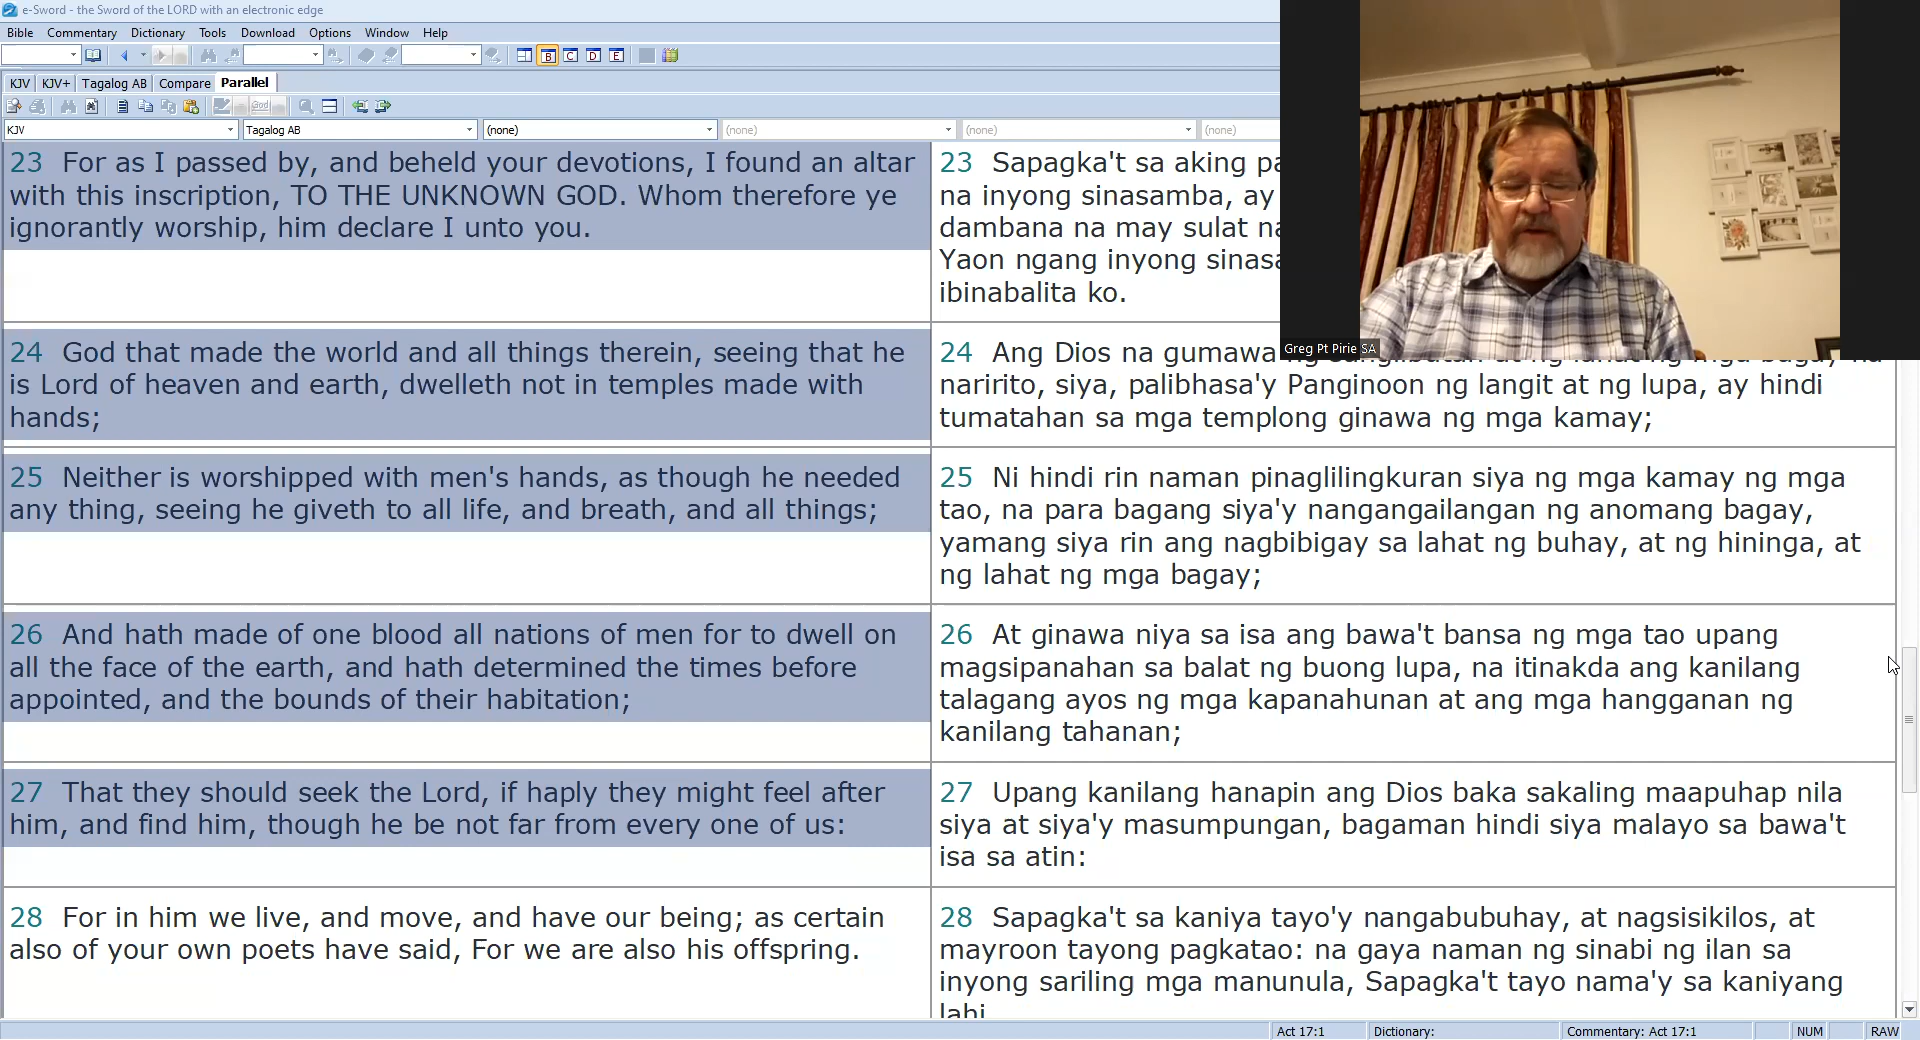 e-Sword - the Sword of the LORD with an electronic edge
Bible Commentary Dictionary Tools Download Options Window Help
B C D E
KJV KJV+ Tagalog AB Compare Parallel
God
KJV Tagalog AB (none) (none) (none) (none)
23 For as I passed by, and beheld your devotions, I found an altar
with this inscription, TO THE UNKNOWN GOD. Whom therefore ye
ignorantly worship, him declare I unto you.
23 Sapagka't sa aking
na inyong sinasamba, ay
dambana na may sulat
Yaon ngang inyong
ibinabalita ko.
Greg Pt Pirie SA
24 God that made the world and all things therein, seeing that he
is Lord of heaven and earth, dwelleth not in temples made with
hands;
24 Ang Dios na gumawa
naririto, siya, palibhasa'y Panginoon ng langit at ng lupa, ay hindi
tumatahan sa mga templong ginawa ng mga kamay;
25 Neither is worshipped with men's hands, as though he needed
any thing, seeing he giveth to all life, and breath, and all things;
25 Ni hindi rin naman pinaglilingkuran siya ng mga kamay ng mga
tao, na para bagang siya'y nangangailangan ng anomang bagay,
yamang siya rin ang nagbibigay sa lahat ng buhay, at ng hininga, at
ng lahat ng mga bagay;
26 And hath made of one blood all nations of men for to dwell on
all the face of the earth, and hath determined the times before
appointed, and the bounds of their habitation;
26 At ginawa niya sa isa ang bawa't bansa ng mga tao upang
magsipanahan sa balat ng buong lupa, na itinakda ang kanilang
talagang ayos ng mga kapanahunan at ang mga hangganan ng
kanilang tahanan;
27 That they should seek the Lord, if haply they might feel after
him, and find him, though he be not far from every one of us:
27 Upang kanilang hanapin ang Dios baka sakaling maapuhap nila
siya at siya'y masumpungan, bagaman hindi siya malayo sa bawa't
isa sa atin:
28 For in him we live, and move, and have our being; as certain
also of your own poets have said, For we are also his offspring.
28 Sapagka't sa kaniya tayo'y nangabubuhay, at nagsisikilos, at
mayroon tayong pagkatao: na gaya naman ng sinabi ng ilan sa
inyong sariling mga manunula, Sapagka't tayo nama'y sa kaniyang
lahi
Act 17:1 Dictionary: Commentary: Act 17:1 NUM RAW